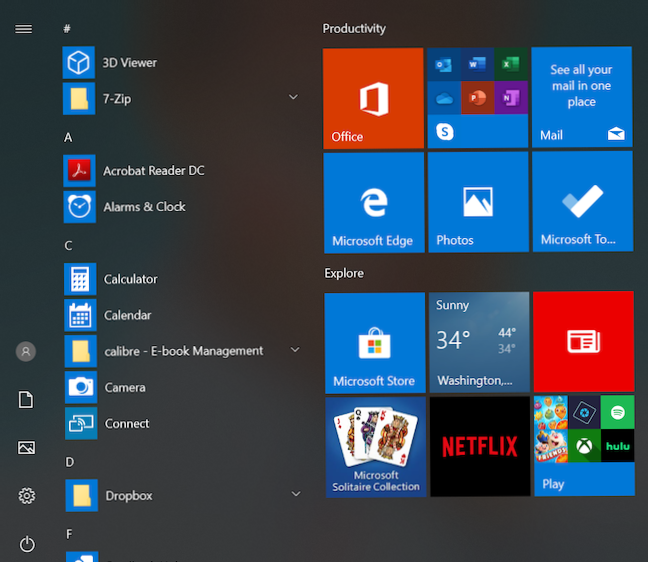 #
3D Viewer
7-Zip
A
Acrobat Reader DC
Alarms & Clock
C
Calculator
Calendar
calibre - E-book Management
Camera
Connect
D
Dropbox
F
Productivity
Office
See all your
mail in one
place
Mail
Microsoft Edge
Photos
Microsoft To...
Explore
Microsoft Store
Sunny
34°
44°
34°
Washington,...
Microsoft
Solitaire Collection
NETFLIX
hulu
Play